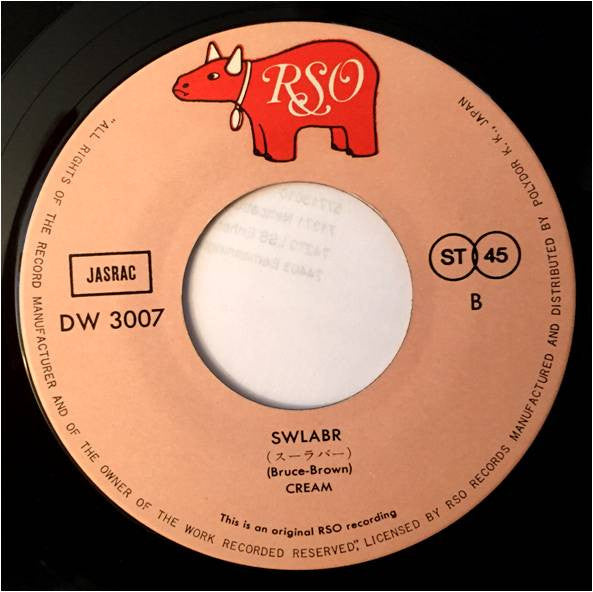 RSO
"ALL RIGHTS OF THE RECORD MANUFACTURER AND OF THE OWNER OF THE WORK RECORDED RESERVED", LICENSED BY RSO RECORDS MANUFACTURED AND DISTRIBUTED BY POLYDOR K. K., JAPAN
JASRAC
DW 3007
ST 45
B
SWLABR
(スーラバー)
(Bruce-Brown)
CREAM
This is an original RSO recording